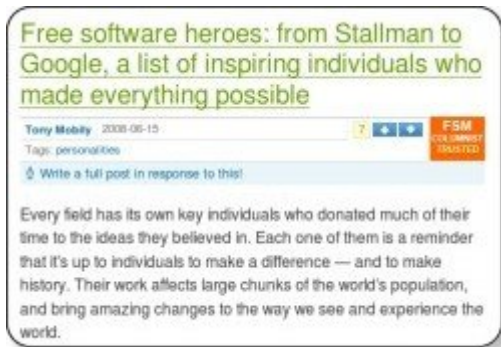 Free software heroes: from Stallman to
Google, a list of inspiring individuals who
made everything possible
Tony Mobily 2008-06-15 7
FSM
COLUMNIST
TRUSTED
Tags: personalities
Write a full post in response to this!
Every field has its own key individuals who donated much of their
time to the ideas they believed in. Each one of them is a reminder
that it's up to individuals to make a difference — and to make
history. Their work affects large chunks of the world's population,
and bring amazing changes to the way we see and experience the
world.